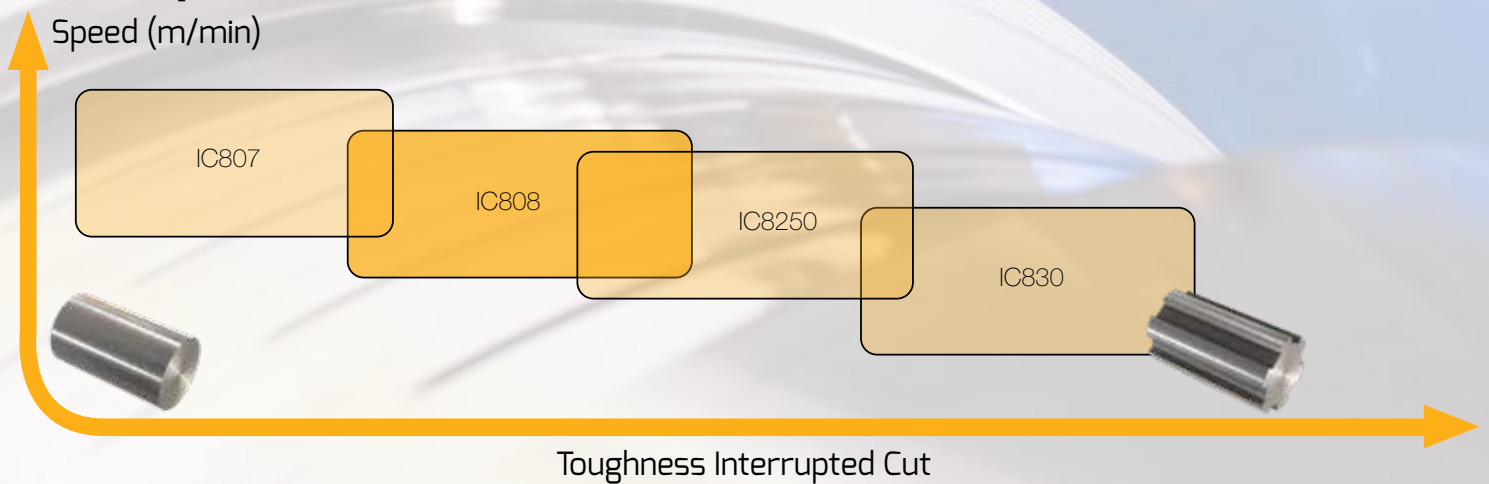 Speed (m/min)
IC807
IC808
IC8250
IC830
Toughness Interrupted Cut